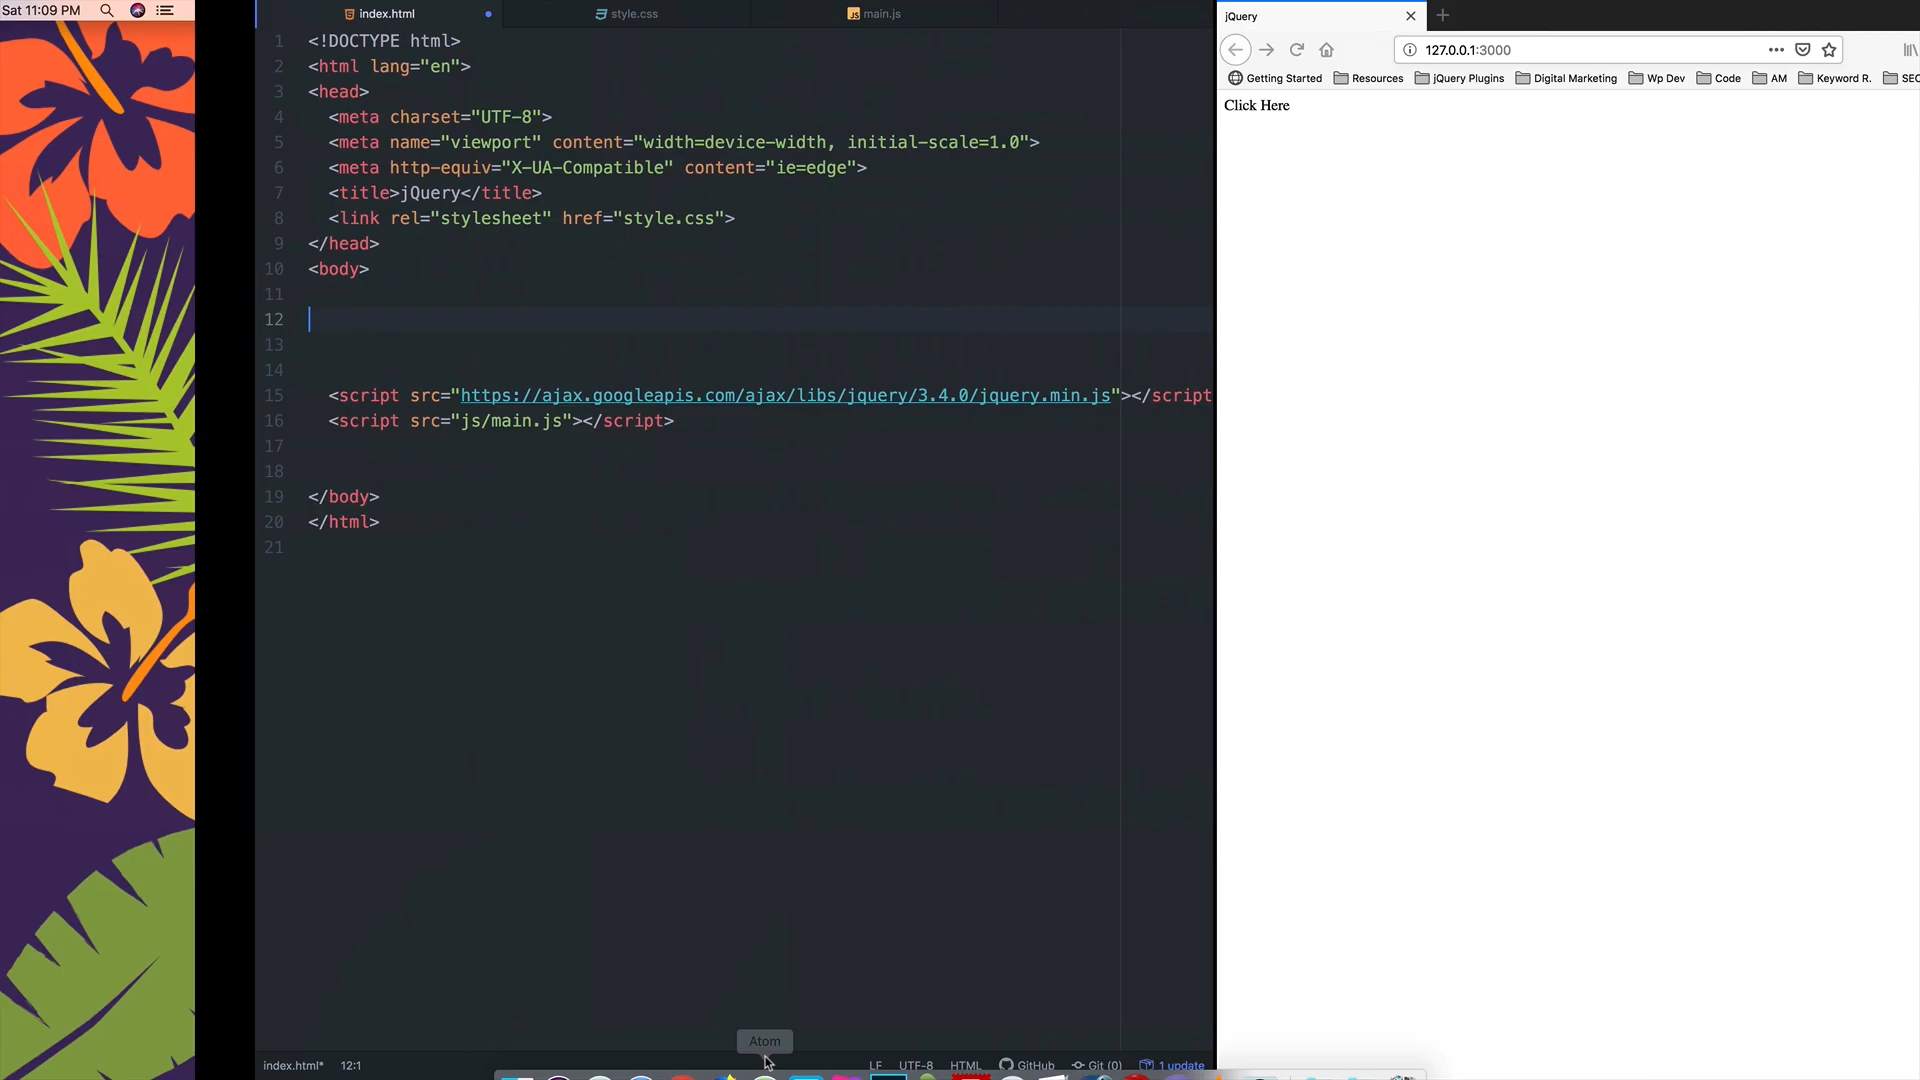 Sat 11:09 PM
index.html
style.css
main.js
1 <!DOCTYPE html>
2 <html lang="en">
3 <head>
4 <meta charset="UTF-8">
5 <meta name="viewport" content="width=device-width, initial-scale=1.0">
6 <meta http-equiv="X-UA-Compatible" content="ie=edge">
7 <title>jQuery</title>
8 <link rel="stylesheet" href="style.css">
9 </head>
10 <body>
11
12
13
14
15 <script src="https://ajax.googleapis.com/ajax/libs/jquery/3.4.0/jquery.min.js"></script
16 <script src="js/main.js"></script>
17
18
19 </body>
20 </html>
21
Atom
index.html* 12:1 LF UTF-8 HTML GitHub Git (0) 1 update
jQuery
127.0.0.1:3000
Getting Started Resources jQuery Plugins Digital Marketing Wp Dev Code AM Keyword R. SEC
Click Here